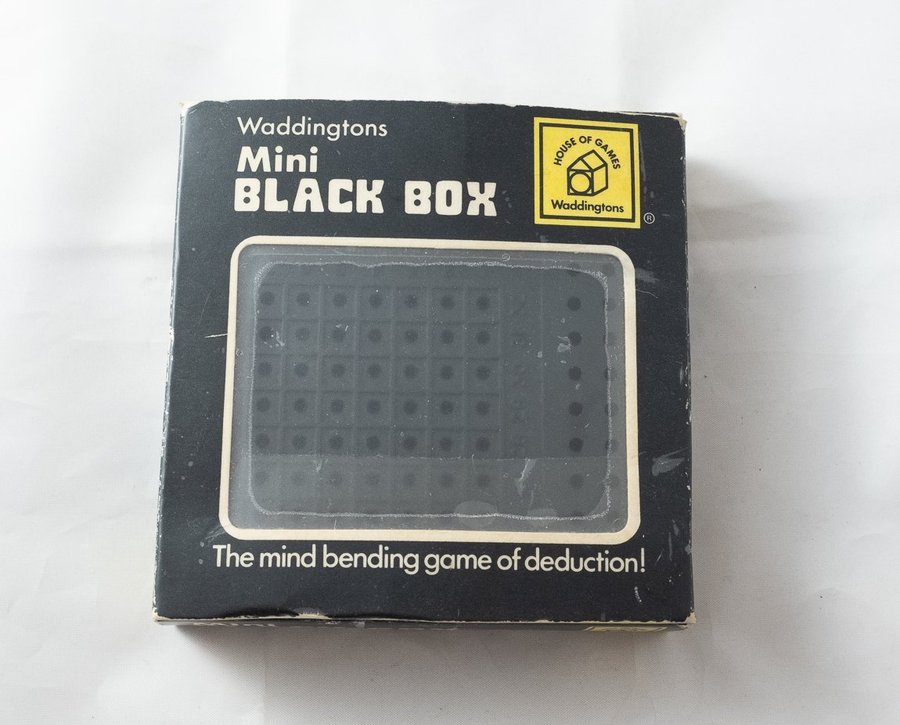 Waddingtons
Mini
BLACK BOX
HOUSE OF GAMES
Waddingtons
®
The mind bending game of deduction!